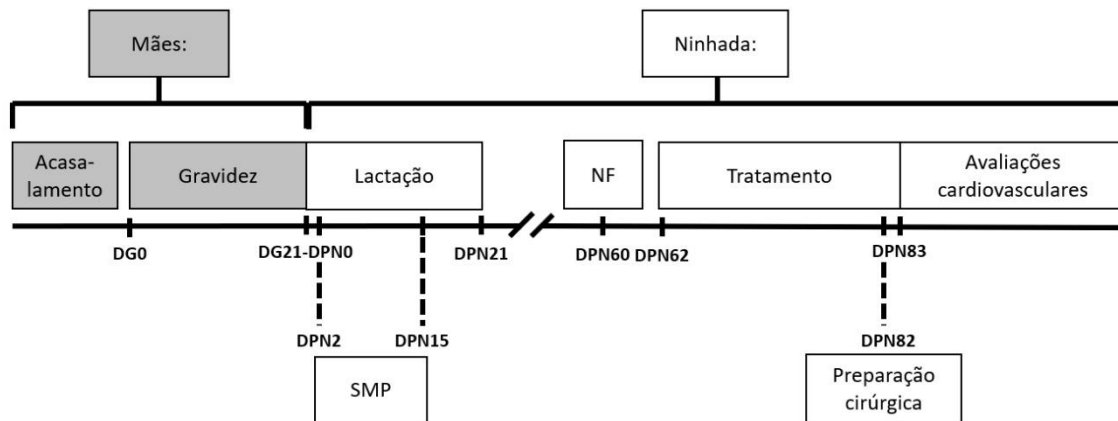 Mães:
Ninhada:
Acasa-
lamento
Gravidez
Lactação
NF
Tratamento
Avaliações
cardiovasculares
DG0
DG21-DPN0
DPN21
DPN60
DPN62
DPN83
DPN2
DPN15
DPN82
SMP
Preparação
cirúrgica